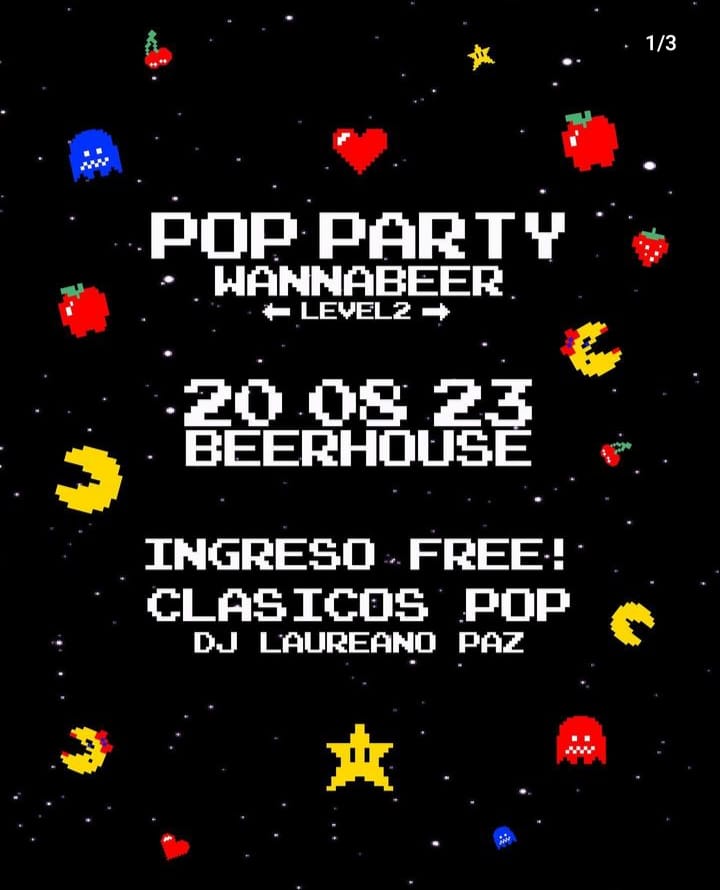 1/3
POP PARTY
WANNABEER
← LEVEL2 →
20 08 23
BEERHOUSE
INGRESO FREE!
CLASICOS POP
DJ LAUREANO PAZ